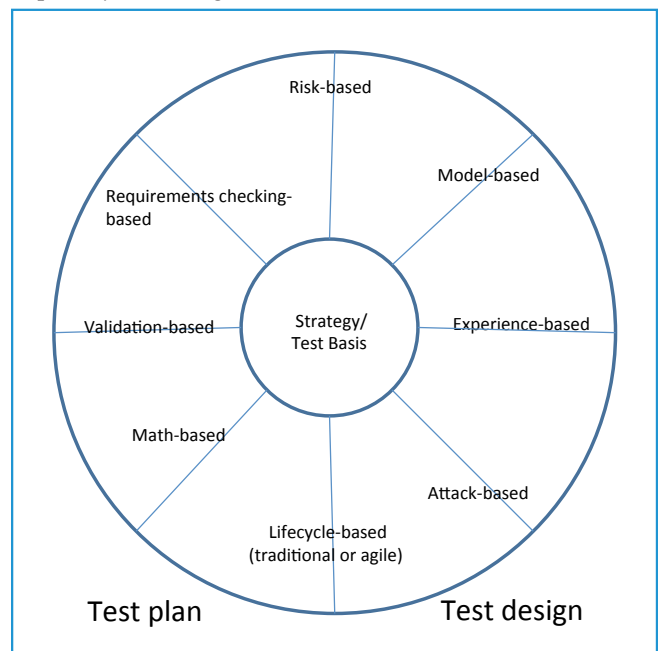 Risk-based
Model-based
Requirements checking-
based
Validation-based
Strategy/
Test Basis
Experience-based
Math-based
Attack-based
Lifecycle-based
(traditional or agile)
Test plan
Test design